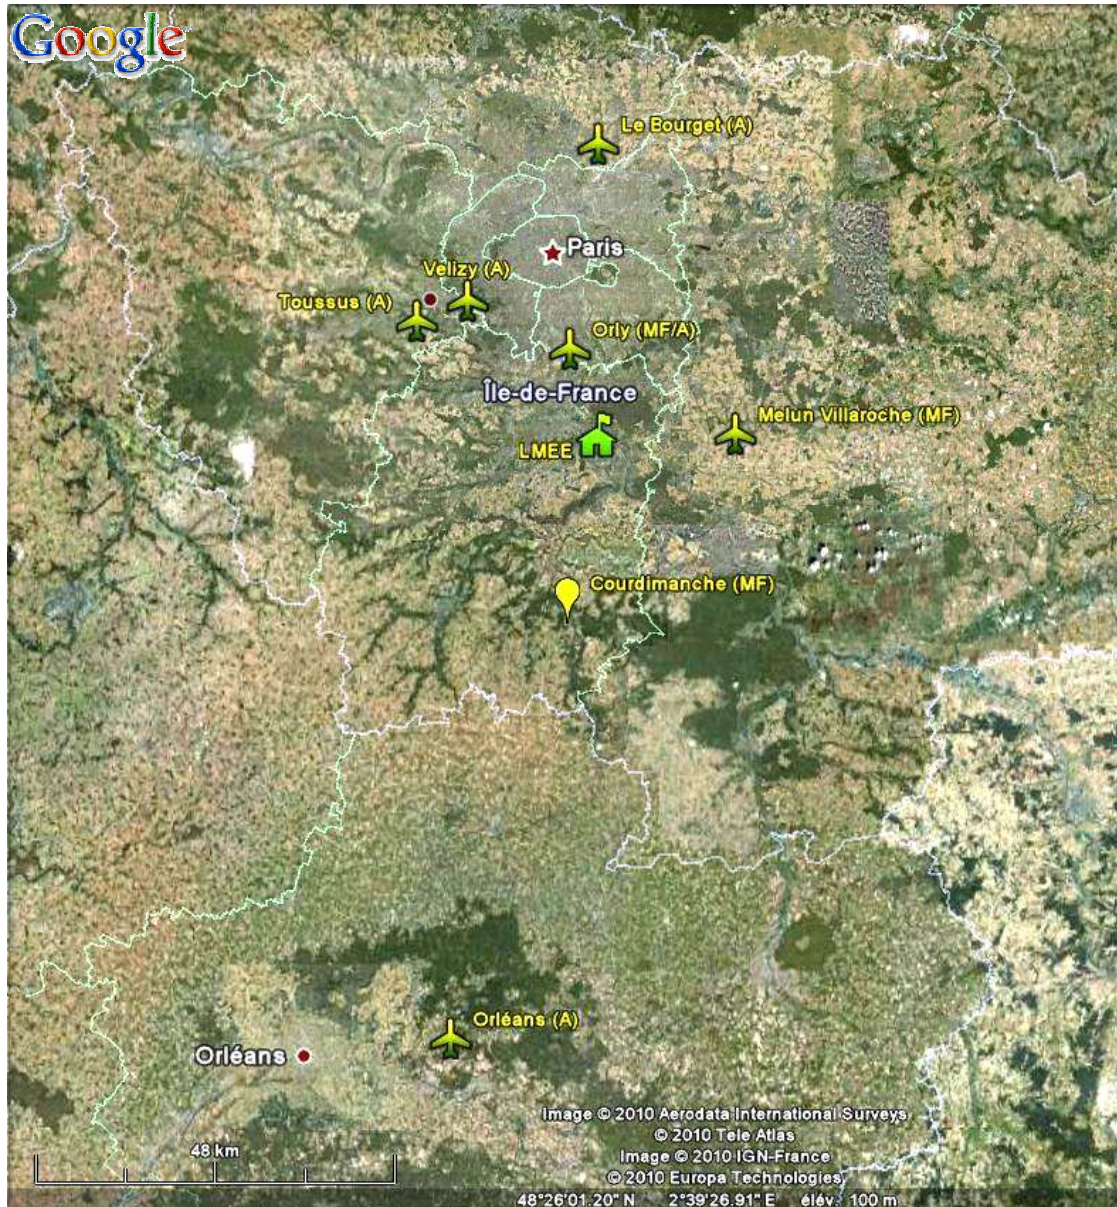 Google
Le Bourget (A)
Paris
Velizy (A)
Toussus (A)
Orly (MF/A)
Île-de-France
Melun Villaroche (MF)
LMEE
Courdimanche (MF)
Orléans (A)
Orléans
Image © 2010 Aerodata International Surveys
© 2010 Tele Atlas
48 km
Image © 2010 IGN-France
© 2010 Europa Technologies
48°26'01.20" N 2°39'26.91" E élév. 100 m